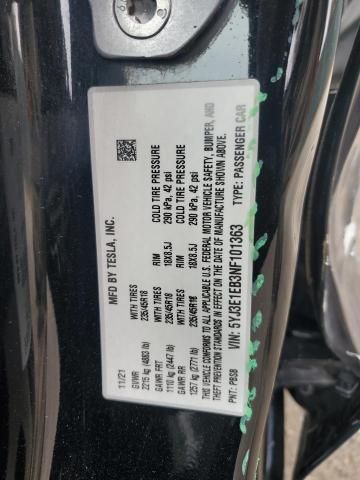 MFD BY TESLA, INC.
11/21
GVWR
2215 kg (4883 lb) WITH TIRES RIM COLD TIRE PRESSURE
GAWR FRT 235/45R18 18X8.5J 290 kPa, 42 psi
1110 kg (2447 lb) WITH TIRES RIM COLD TIRE PRESSURE
GAWR RR 235/45R18 18X8.5J 290 kPa, 42 psi
1257 kg (2771 lb)
THIS VEHICLE CONFORMS TO ALL APPLICABLE U.S. FEDERAL MOTOR VEHICLE SAFETY, BUMPER, AND
THEFT PREVENTION STANDARDS IN EFFECT ON THE DATE OF MANUFACTURE SHOWN ABOVE.
VIN: 5YJ3E1EB3NF101363 TYPE: PASSENGER CAR
PNT: PBSB